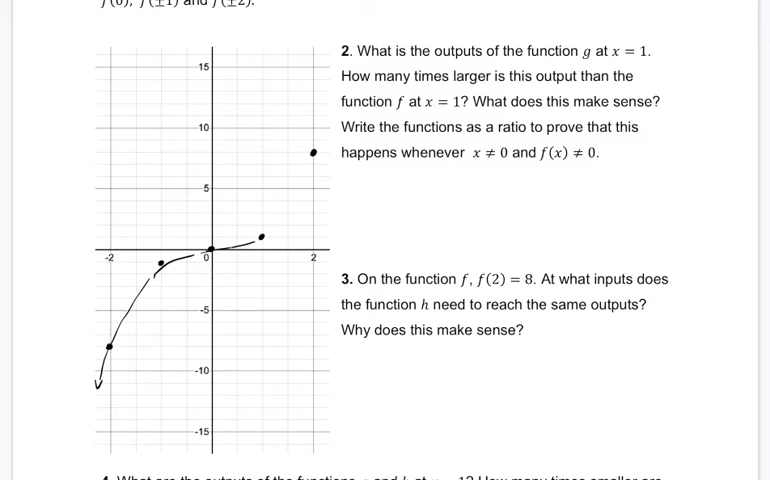 2. What is the outputs of the function g at x = 1.
How many times larger is this output than the
function f at x = 1? What does this make sense?
Write the functions as a ratio to prove that this
happens whenever x ≠ 0 and f(x) ≠ 0.
15
10
5
-2
0
2
-5
-10
-15
3. On the function f, f(2) = 8. At what inputs does
the function h need to reach the same outputs?
Why does this make sense?